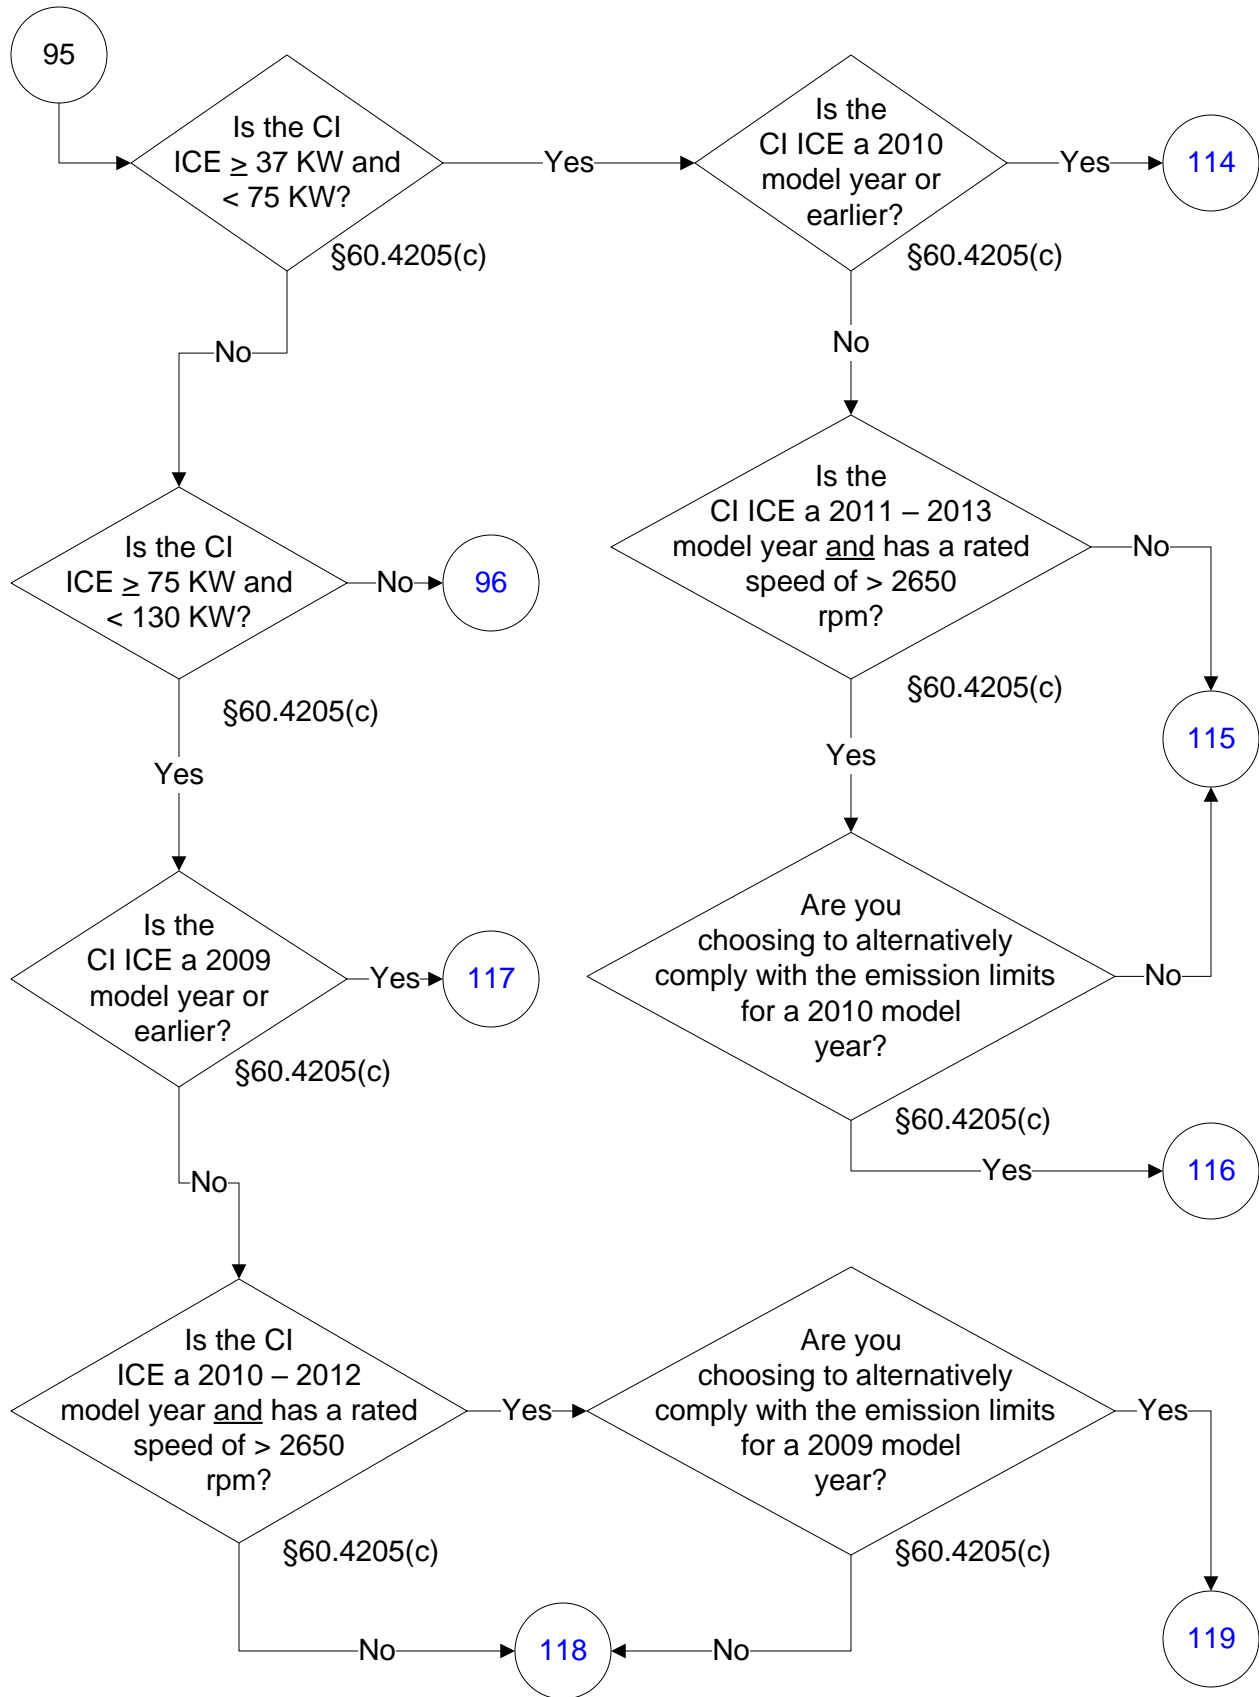 95
Is the CI
ICE ≥ 37 KW and
< 75 KW?
§60.4205(c)
Yes
Is the
CI ICE a 2010
model year or
earlier?
§60.4205(c)
Yes
114
No
No
Is the
CI ICE a 2011 – 2013
model year and has a rated
speed of > 2650
rpm?
§60.4205(c)
No
Is the CI
ICE ≥ 75 KW and
< 130 KW?
§60.4205(c)
No
96
115
Yes
Yes
Is the
CI ICE a 2009
model year or
earlier?
§60.4205(c)
Yes
117
Are you
choosing to alternatively
comply with the emission limits
for a 2010 model
year?
§60.4205(c)
No
Yes
116
No
Is the CI
ICE a 2010 – 2012
model year and has a rated
speed of > 2650
rpm?
§60.4205(c)
Yes
Are you
choosing to alternatively
comply with the emission limits
for a 2009 model
year?
§60.4205(c)
Yes
No
118
No
119